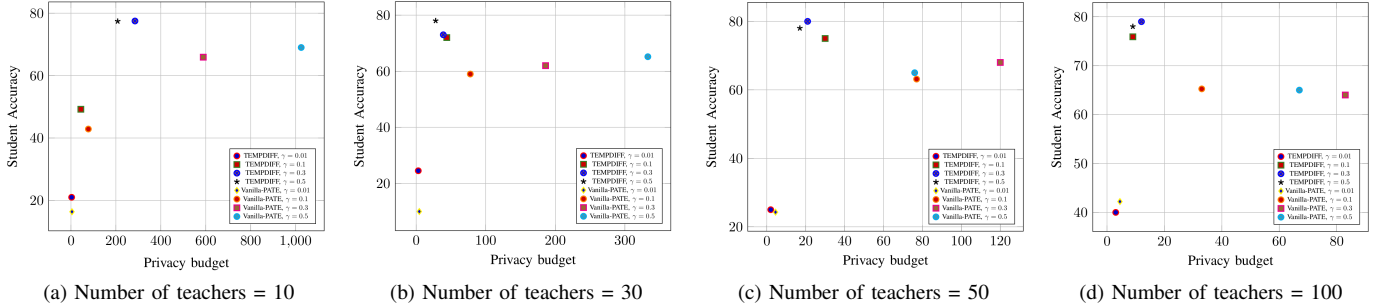 80
60
40
20
Student Accuracy
0
200
400
600
800
1,000
Privacy budget
TEMPDIFF, γ = 0.01
TEMPDIFF, γ = 0.1
TEMPDIFF, γ = 0.3
TEMPDIFF, γ = 0.5
Vanilla-PATE, γ = 0.01
Vanilla-PATE, γ = 0.1
Vanilla-PATE, γ = 0.3
Vanilla-PATE, γ = 0.5
(a) Number of teachers = 10
80
60
40
20
Student Accuracy
0
100
200
300
Privacy budget
TEMPDIFF, γ = 0.01
TEMPDIFF, γ = 0.1
TEMPDIFF, γ = 0.3
TEMPDIFF, γ = 0.5
Vanilla-PATE, γ = 0.01
Vanilla-PATE, γ = 0.1
Vanilla-PATE, γ = 0.3
Vanilla-PATE, γ = 0.5
(b) Number of teachers = 30
80
60
40
20
Student Accuracy
0
20
40
60
80
100
120
Privacy budget
TEMPDIFF, γ = 0.01
TEMPDIFF, γ = 0.1
TEMPDIFF, γ = 0.3
TEMPDIFF, γ = 0.5
Vanilla-PATE, γ = 0.01
Vanilla-PATE, γ = 0.1
Vanilla-PATE, γ = 0.3
Vanilla-PATE, γ = 0.5
(c) Number of teachers = 50
80
70
60
50
40
Student Accuracy
0
20
40
60
80
Privacy budget
TEMPDIFF, γ = 0.01
TEMPDIFF, γ = 0.1
TEMPDIFF, γ = 0.3
TEMPDIFF, γ = 0.5
Vanilla-PATE, γ = 0.01
Vanilla-PATE, γ = 0.1
Vanilla-PATE, γ = 0.3
Vanilla-PATE, γ = 0.5
(d) Number of teachers = 100